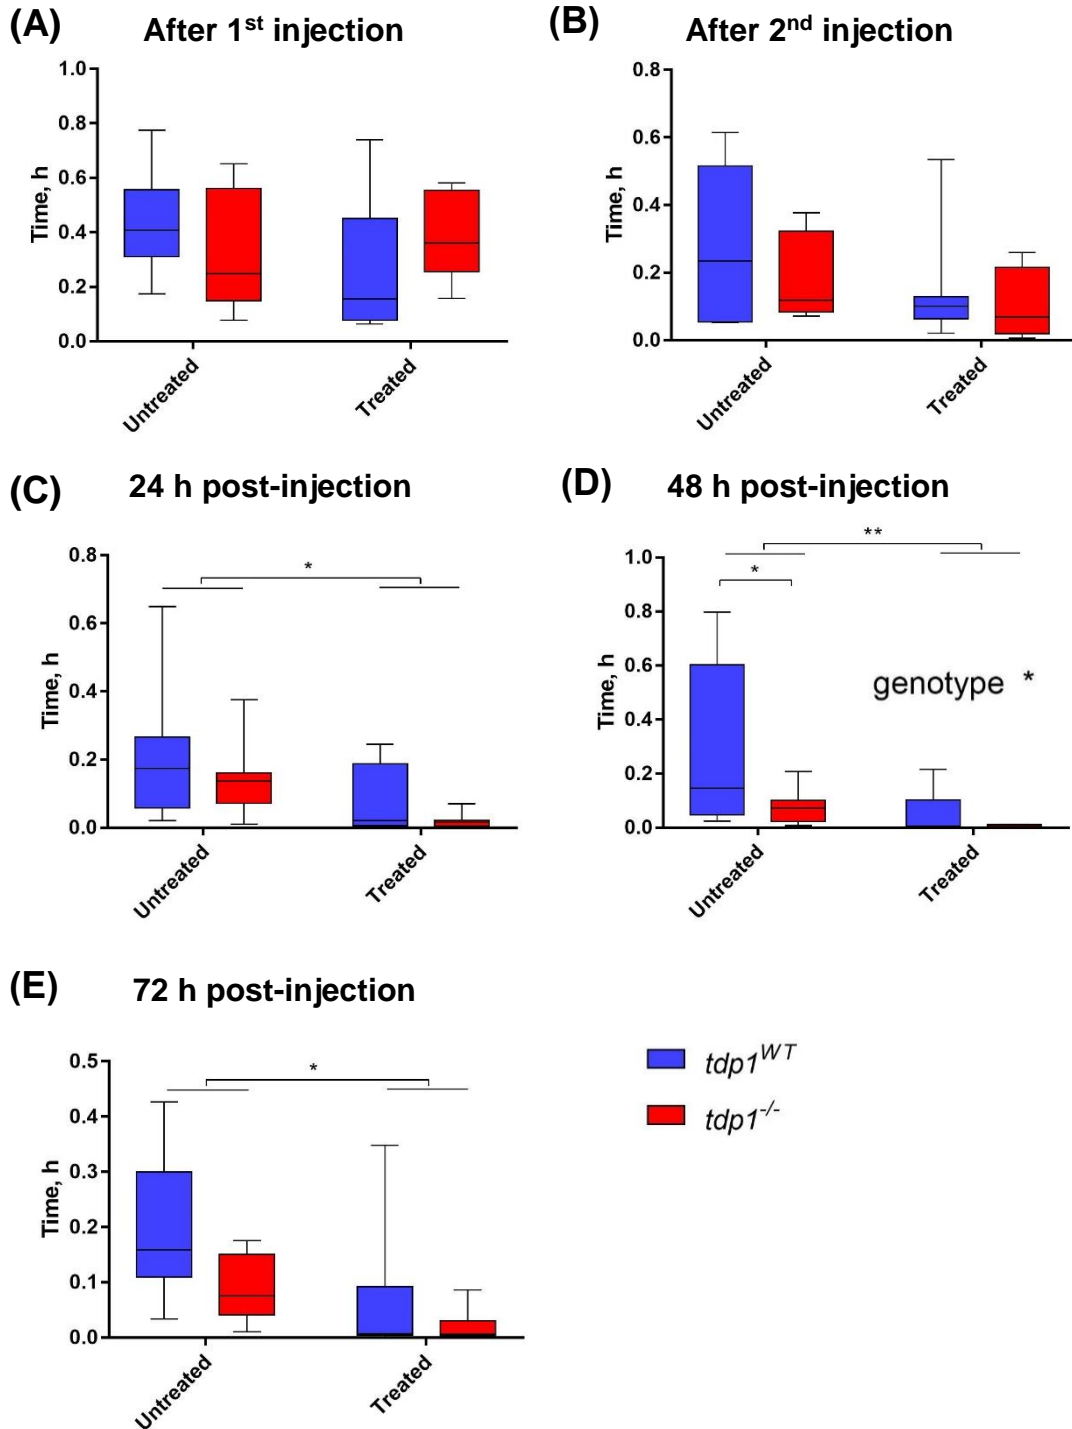 (A) After 1st injection
1.0
0.8
0.6
0.4
0.2
0.0
Time, h
Untreated
Treated
(B) After 2nd injection
0.8
0.6
0.4
0.2
0.0
Time, h
Untreated
Treated
(C) 24 h post-injection
0.8
0.6
0.4
0.2
0.0
Time, h
*
Untreated
Treated
(D) 48 h post-injection
1.0
0.8
0.6
0.4
0.2
0.0
Time, h
**
*
genotype *
Untreated
Treated
(E) 72 h post-injection
0.5
0.4
0.3
0.2
0.1
0.0
Time, h
*
Untreated
Treated
tdp1WT
tdp1-/-